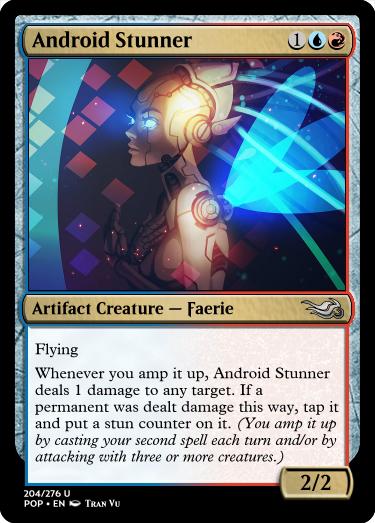 Android Stunner 1
Artifact Creature — Faerie
Flying
Whenever you amp it up, Android Stunner
deals 1 damage to any target. If a
permanent was dealt damage this way, tap it
and put a stun counter on it. (You amp it up
by casting your second spell each turn and/or by
attacking with three or more creatures.)
2/2
204/276 U
POP • EN Tran Vu